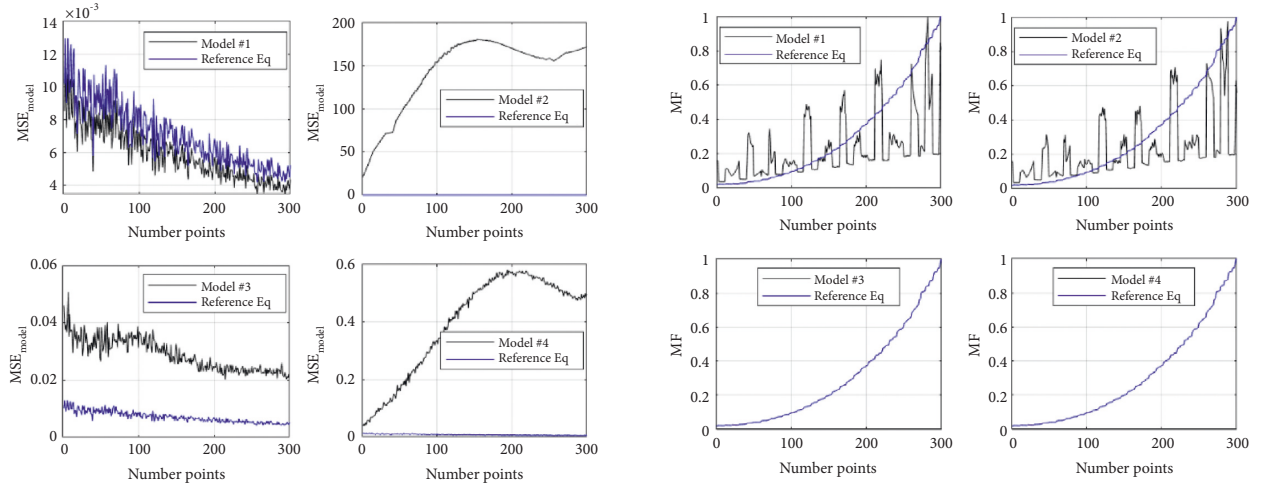 14 ×10⁻³
12
10
8
6
4
MSEmodel
Model #1
Reference Eq
0 100 200 300
Number points
200
150
100
50
0
MSEmodel
Model #2
Reference Eq
0 100 200 300
Number points
1
0.8
0.6
0.4
0.2
0
MF
Model #1
Reference Eq
0 100 200 300
Number points
1
0.8
0.6
0.4
0.2
0
MF
Model #2
Reference Eq
0 100 200 300
Number points
0.06
0.04
0.02
0
MSEmodel
Model #3
Reference Eq
0 100 200 300
Number points
0.6
0.4
0.2
0
MSEmodel
Model #4
Reference Eq
0 100 200 300
Number points
1
0.8
0.6
0.4
0.2
0
MF
Model #3
Reference Eq
0 100 200 300
Number points
1
0.8
0.6
0.4
0.2
0
MF
Model #4
Reference Eq
0 100 200 300
Number points